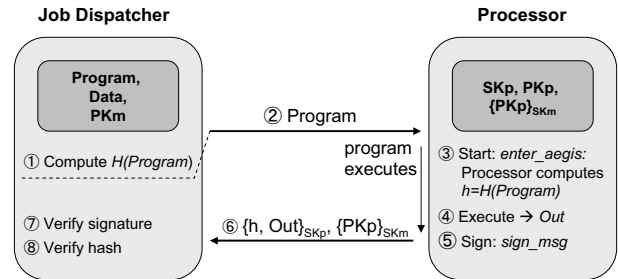 Job Dispatcher
Program,
Data,
PKm
① Compute H(Program)
⑦ Verify signature
⑧ Verify hash
② Program
program
executes
⑥ {h, Out}SKp, {PKp}SKm
Processor
SKp, PKp,
{PKp}SKm
③ Start: enter_aegis:
Processor computes
h=H(Program)
④ Execute → Out
⑤ Sign: sign_msg